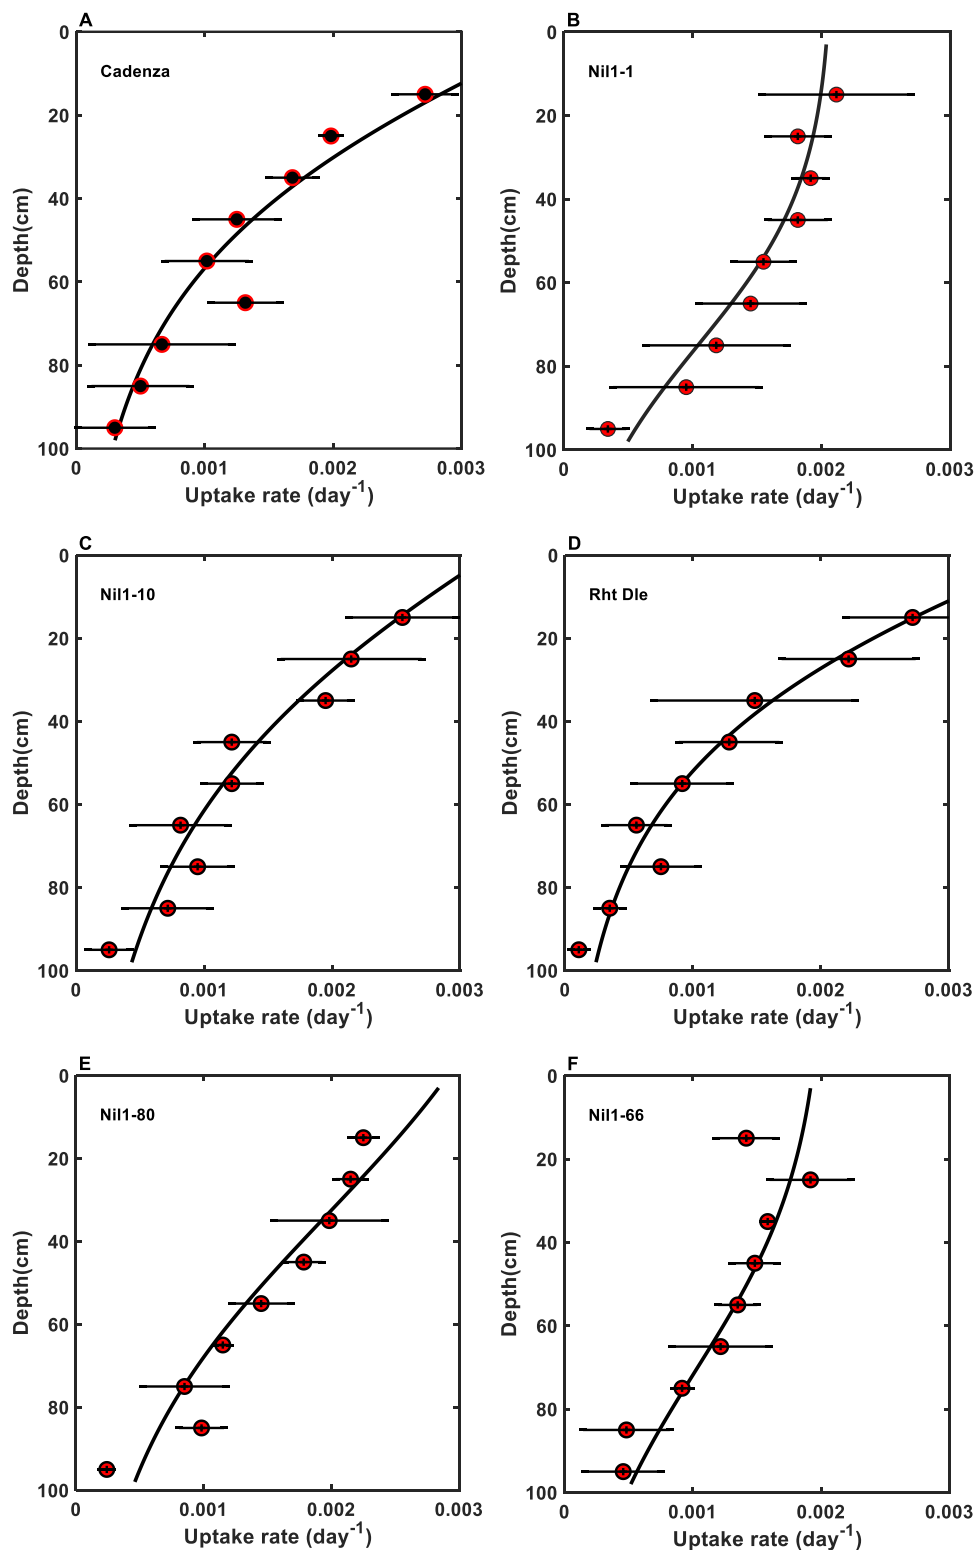 A
Cadenza
0
20
40
60
80
100
Depth(cm)
0
0.001
0.002
0.003
Uptake rate (day-1)
B
Nil1-1
0
20
40
60
80
100
Depth(cm)
0
0.001
0.002
0.003
Uptake rate (day-1)
C
Nil1-10
0
20
40
60
80
100
Depth(cm)
0
0.001
0.002
0.003
Uptake rate (day-1)
D
Rht Dle
0
20
40
60
80
100
Depth(cm)
0
0.001
0.002
0.003
Uptake rate (day-1)
E
Nil1-80
0
20
40
60
80
100
Depth(cm)
0
0.001
0.002
0.003
Uptake rate (day-1)
F
Nil1-66
0
20
40
60
80
100
Depth(cm)
0
0.001
0.002
0.003
Uptake rate (day-1)